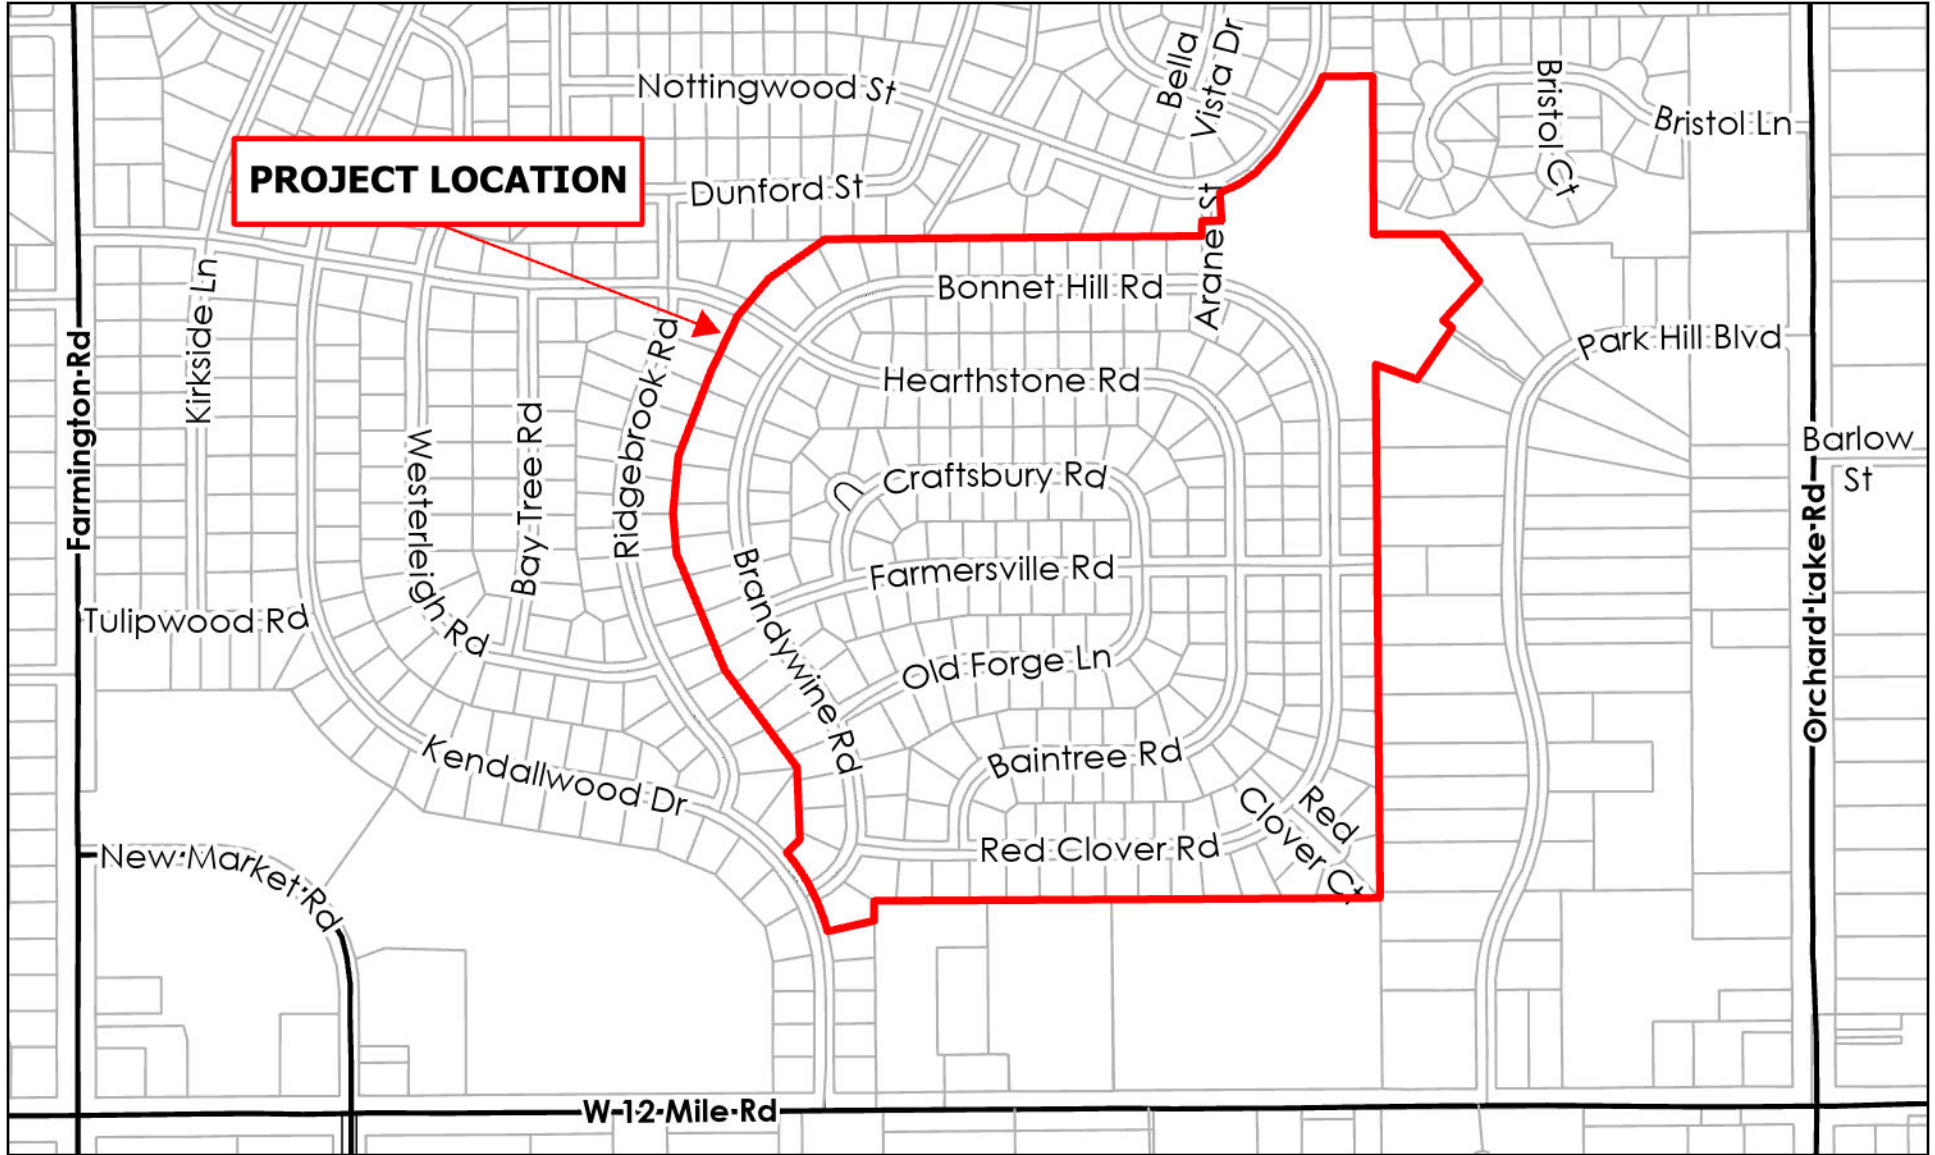 Nottingwood St
Bella
Vista Dr
Bristol Ct
Bristol Ln
PROJECT LOCATION
Dunford St
Arane St
Kirkside Ln
Bonnet Hill Rd
Farmington Rd
Ridgebrook Rd
Park Hill Blvd
Hearthstone Rd
Westerleigh Rd
Bay Tree Rd
Craftsbury Rd
Barlow
St
Orchard Lake Rd
Brandywine Rd
Farmersville Rd
Tulipwood Rd
Old Forge Ln
Kendallwood Dr
Baintree Rd
Red
Clover Ct
Red Clover Rd
New Market Rd
W 12 Mile Rd